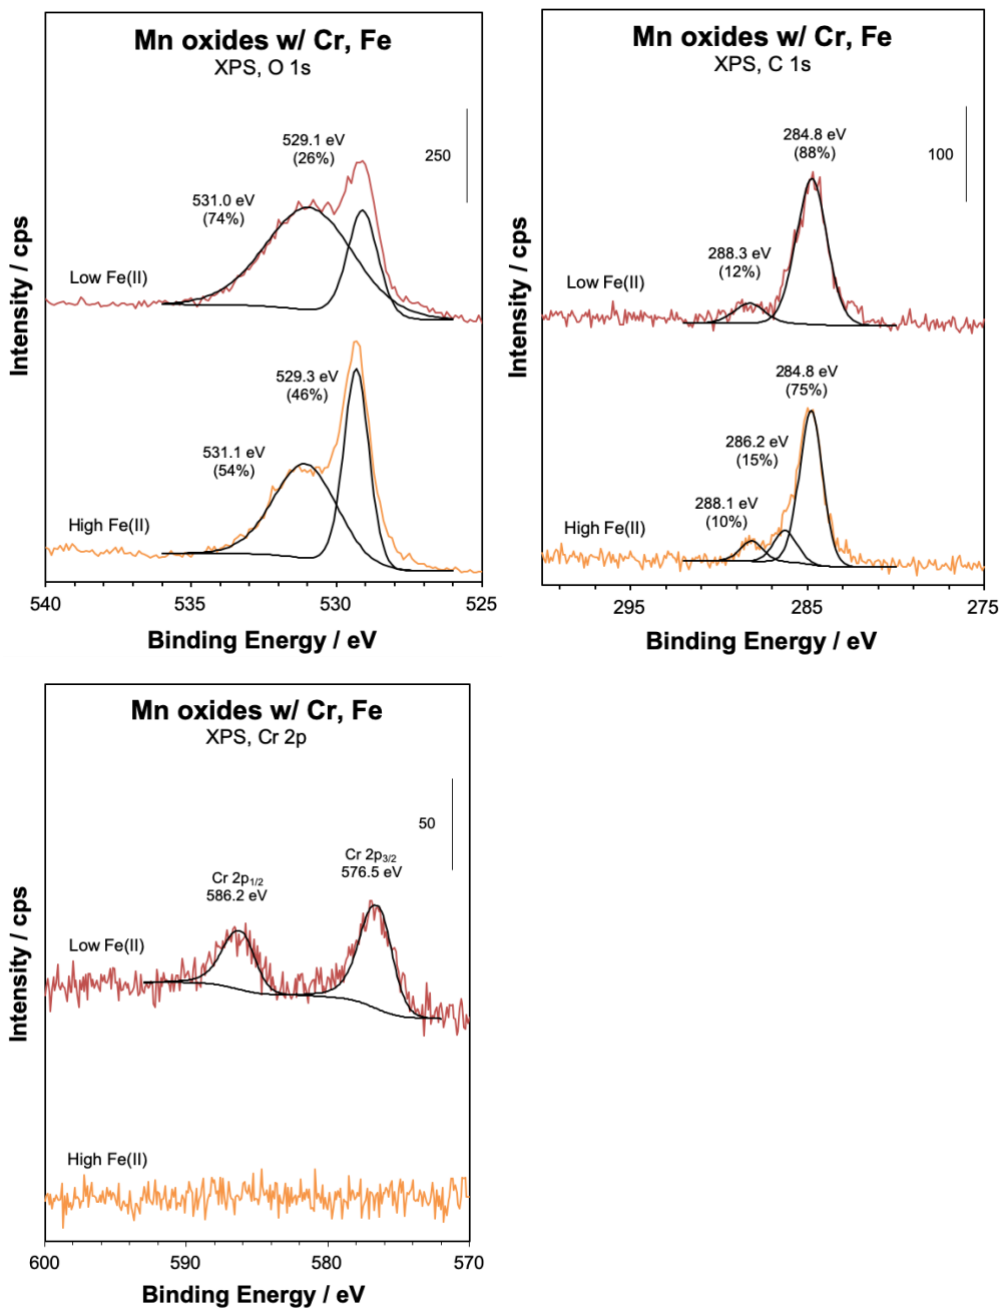 Mn oxides w/ Cr, Fe
XPS, O 1s
529.1 eV
(26%)
250
531.0 eV
(74%)
Low Fe(II)
529.3 eV
(46%)
531.1 eV
(54%)
High Fe(II)
Intensity / cps
540
535
530
525
Binding Energy / eV
Mn oxides w/ Cr, Fe
XPS, C 1s
284.8 eV
(88%)
100
288.3 eV
(12%)
Low Fe(II)
284.8 eV
(75%)
286.2 eV
(15%)
288.1 eV
(10%)
High Fe(II)
Intensity / cps
295
285
275
Binding Energy / eV
Mn oxides w/ Cr, Fe
XPS, Cr 2p
50
Cr 2p3/2
576.5 eV
Cr 2p1/2
586.2 eV
Low Fe(II)
High Fe(II)
Intensity / cps
600
590
580
570
Binding Energy / eV